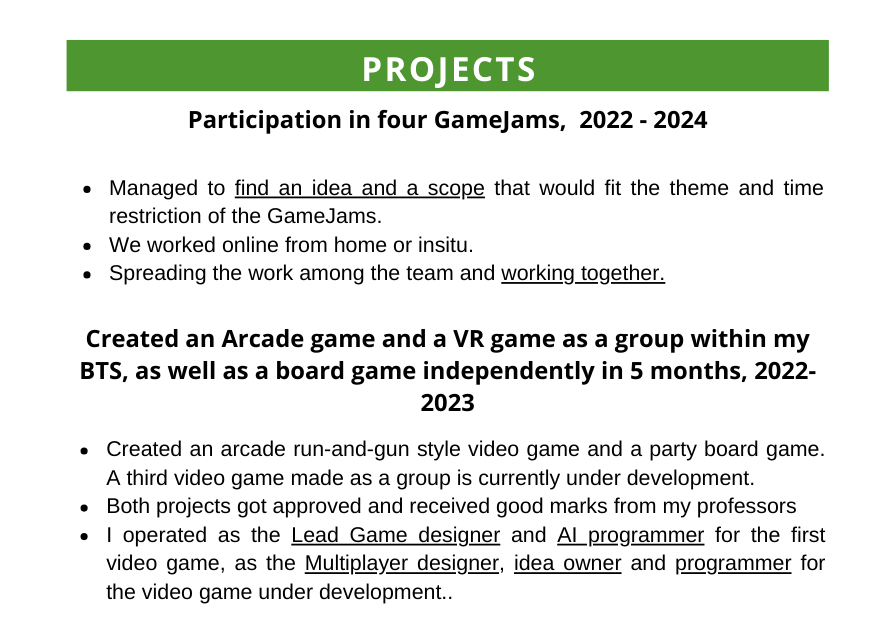 PROJECTS
Participation in four GameJams, 2022 - 2024
• Managed to find an idea and a scope that would fit the theme and time
restriction of the GameJams.
• We worked online from home or insitu.
• Spreading the work among the team and working together.
Created an Arcade game and a VR game as a group within my
BTS, as well as a board game independently in 5 months, 2022-
2023
• Created an arcade run-and-gun style video game and a party board game.
A third video game made as a group is currently under development.
• Both projects got approved and received good marks from my professors
• I operated as the Lead Game designer and AI programmer for the first
video game, as the Multiplayer designer, idea owner and programmer for
the video game under development..